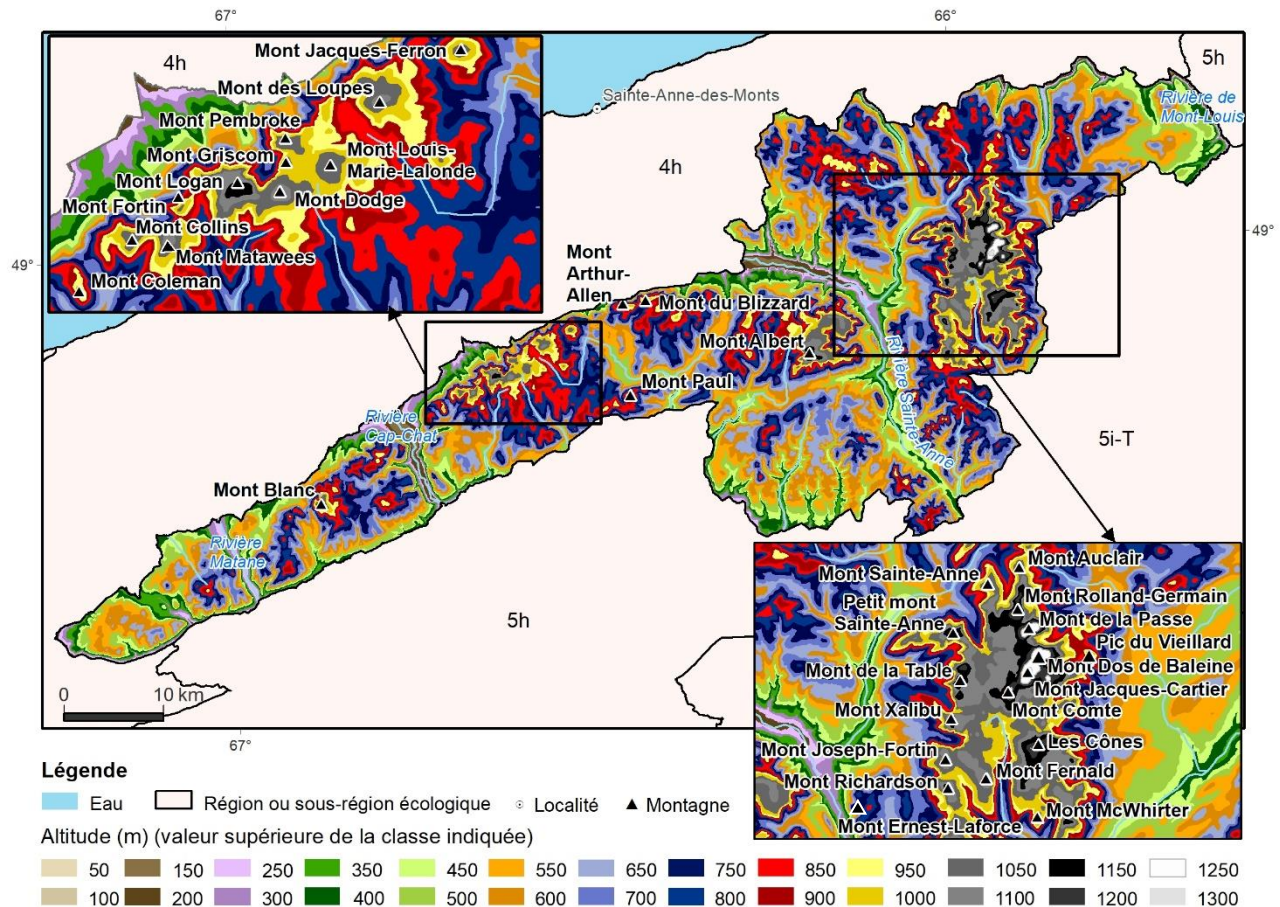 67°
66°
Mont Jacques-Ferron
4h
Mont des Loupes
Mont Pembroke
Mont Griscom
Mont Louis-
Marie-Lalonde
Mont Logan
Mont Dodge
Mont Fortin
Mont Collins
Mont Matawees
Mont Coleman
49°
Sainte-Anne-des-Monts
4h
5h
Rivière de
Mont-Louis
49°
Mont
Arthur-
Allen
Mont du Blizzard
Mont Albert
Mont Paul
Rivière Sainte-Anne
Rivière
Cap-Chat
5i-T
Mont Blanc
Rivière
Matane
5h
0 10 km
Mont Auclair
Mont Sainte-Anne
Mont Rolland-Germain
Petit mont
Sainte-Anne
Mont de la Passe
Pic du Vieillard
Mont Dos de Baleine
Mont de la Table
Mont Jacques-Cartier
Mont Comte
Mont Xalibu
Les Cônes
Mont Joseph-Fortin
Mont Fernald
Mont Richardson
Mont McWhirter
Mont Ernest-Laforce
67°
66°
Légende
Eau Région ou sous-région écologique Localité Montagne
Altitude (m) (valeur supérieure de la classe indiquée)
50 150 250 350 450 550 650 750 850 950 1050 1150 1250
100 200 300 400 500 600 700 800 900 1000 1100 1200 1300